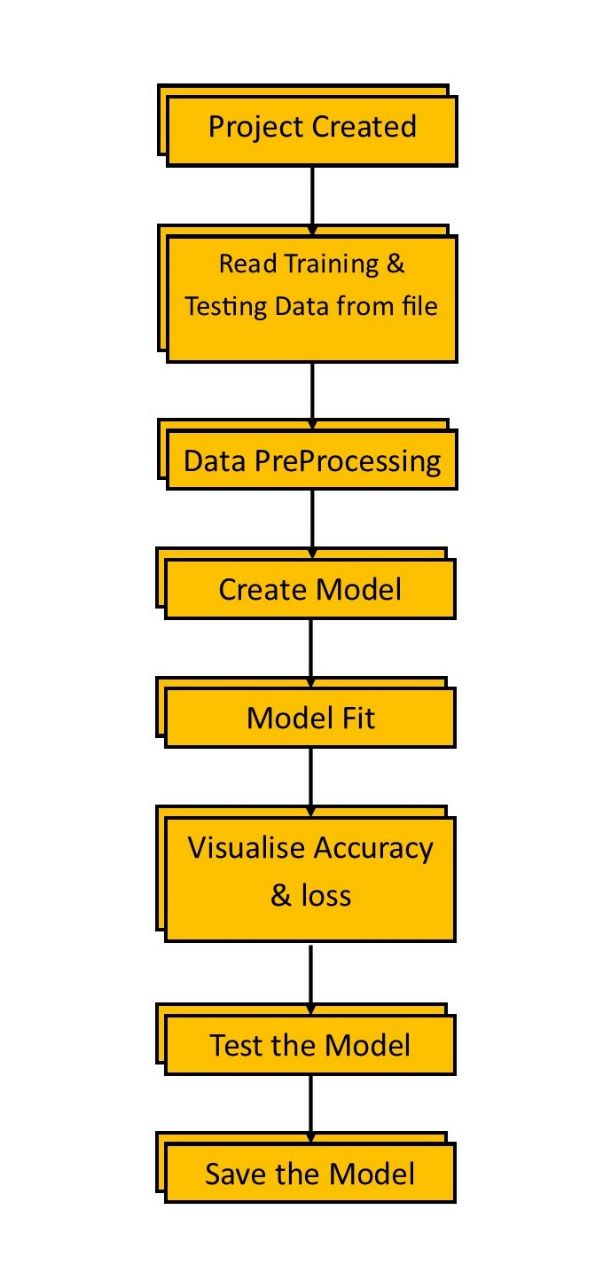 Project Created
Read Training &
Testing Data from file
Data PreProcessing
Create Model
Model Fit
Visualise Accuracy
& loss
Test the Model
Save the Model